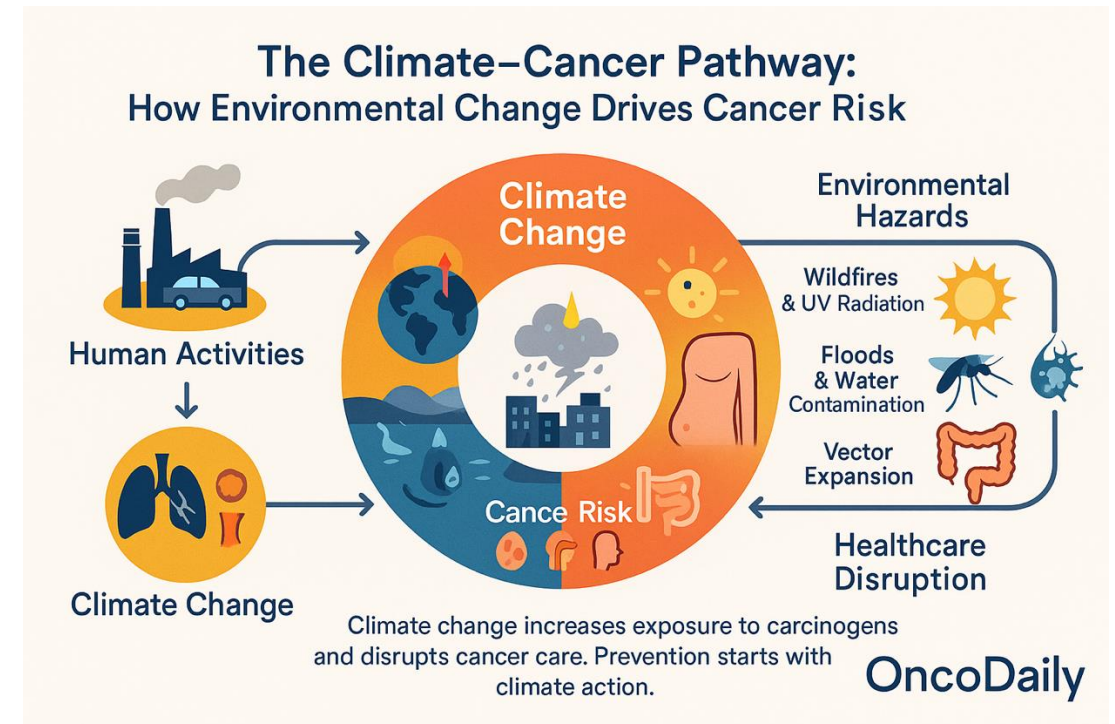 The Climate–Cancer Pathway:
How Environmental Change Drives Cancer Risk
Human Activities
Climate Change
Climate
Change
Cance Risk
Environmental
Hazards
Wildfires
& UV Radiation
Floods
& Water
Contamination
Vector
Expansion
Healthcare
Disruption
Climate change increases exposure to carcinogens
and disrupts cancer care. Prevention starts with
climate action.
OncoDaily